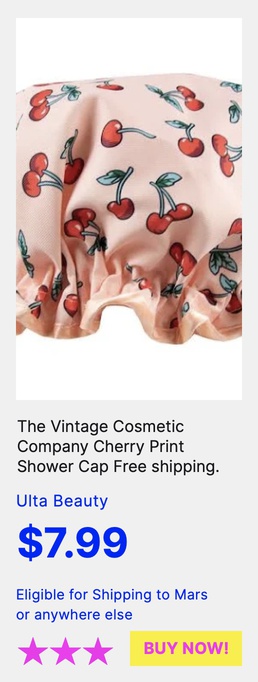 The Vintage Cosmetic
Company Cherry Print
Shower Cap Free shipping.
Ulta Beauty
$7.99
Eligible for Shipping to Mars
or anywhere else
BUY NOW!